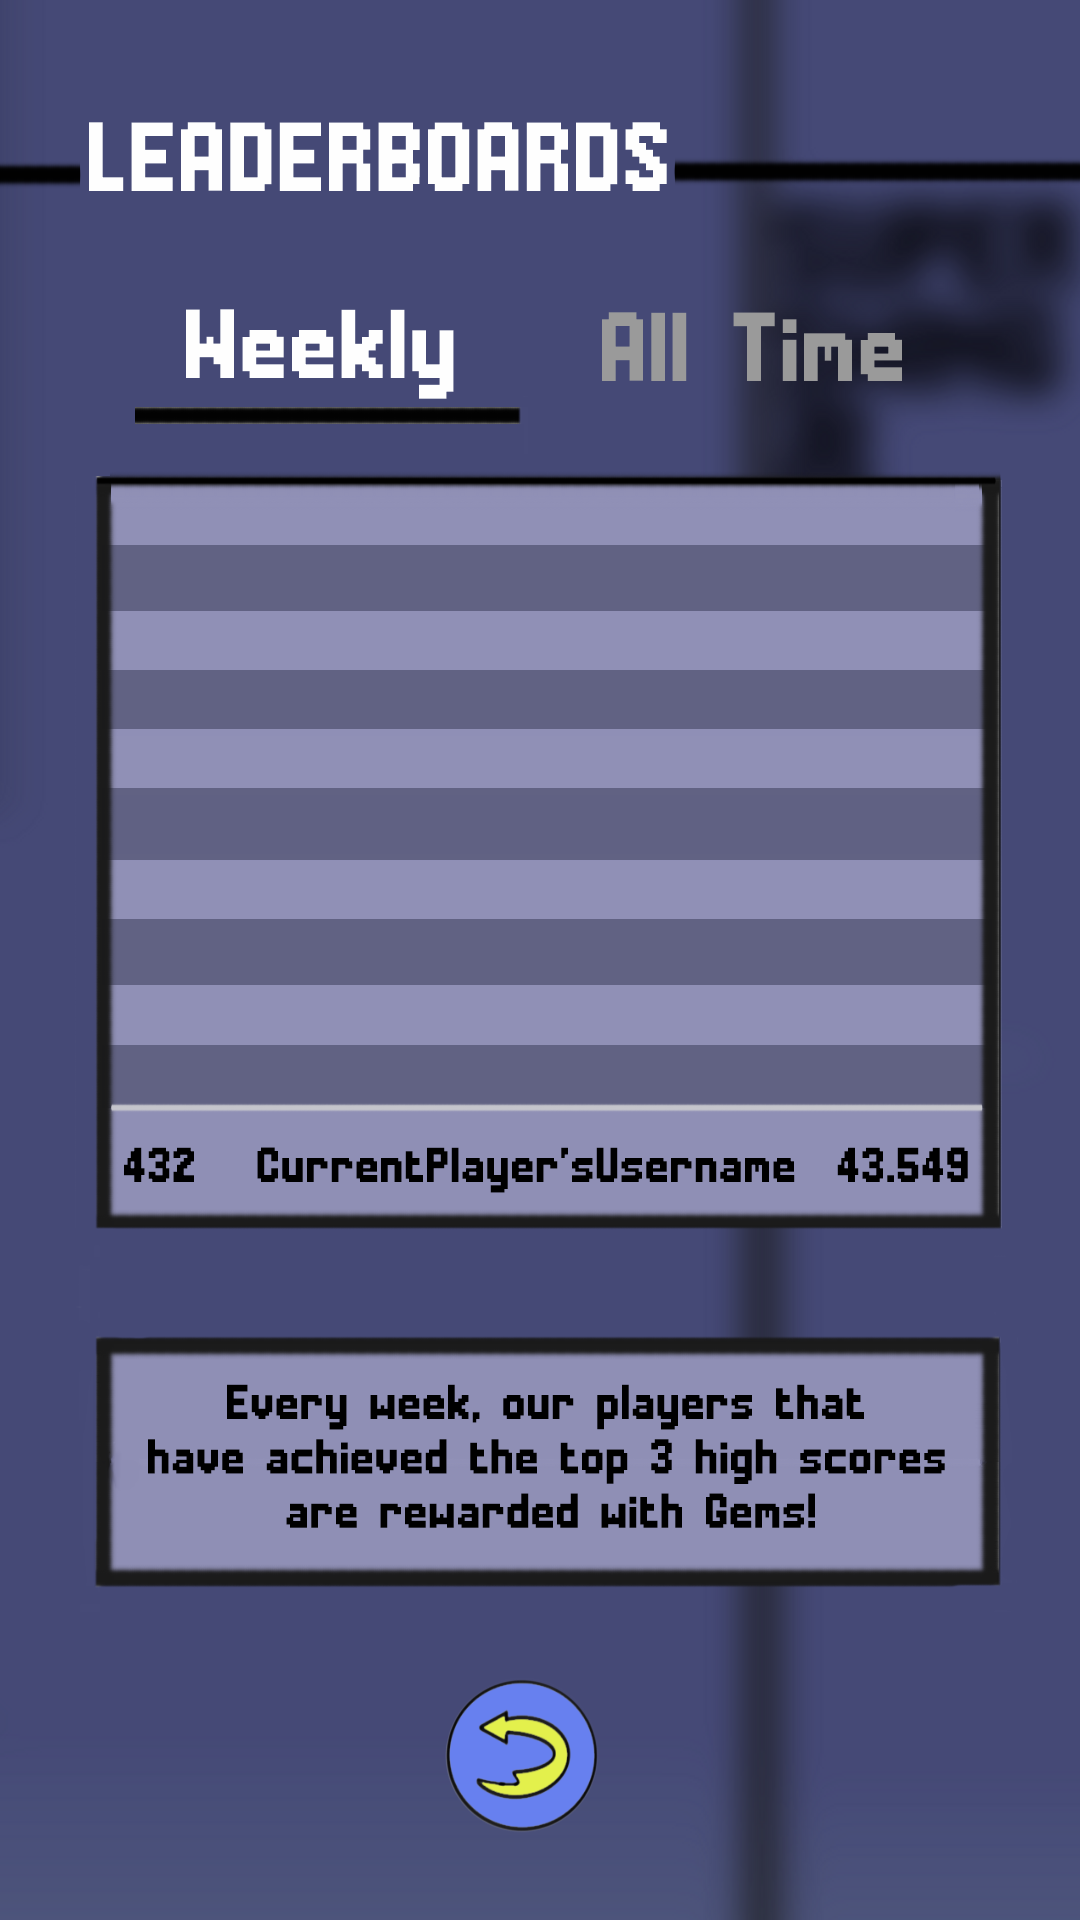 LEADERBOARDS
Weekly All Time
432 CurrentPlayer'sUsername 43.549
Every week, our players that
have achieved the top 3 high scores
are rewarded with Gems!